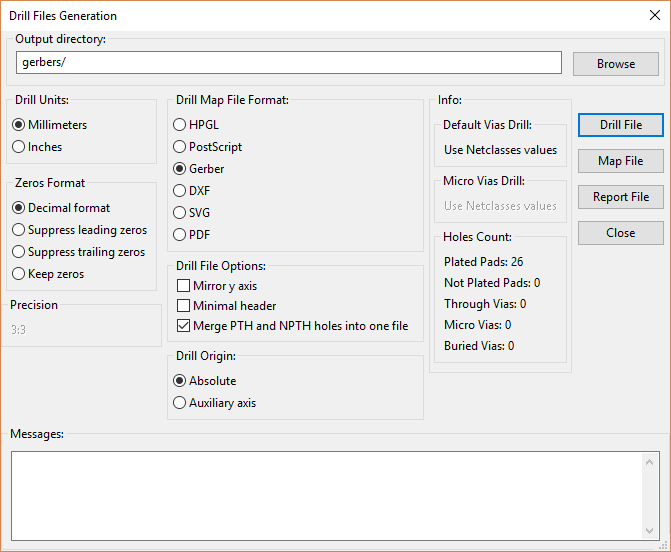 Drill Files Generation
Output directory:
gerbers/
Browse
Drill Units:
Millimeters
Inches
Zeros Format
Decimal format
Suppress leading zeros
Suppress trailing zeros
Keep zeros
Precision
3:3
Drill Map File Format:
HPGL
PostScript
Gerber
DXF
SVG
PDF
Drill File Options:
Mirror y axis
Minimal header
Merge PTH and NPTH holes into one file
Drill Origin:
Absolute
Auxiliary axis
Info:
Default Vias Drill:
Use Netclasses values
Micro Vias Drill:
Use Netclasses values
Holes Count:
Plated Pads: 26
Not Plated Pads: 0
Through Vias: 0
Micro Vias: 0
Buried Vias: 0
Drill File
Map File
Report File
Close
Messages: